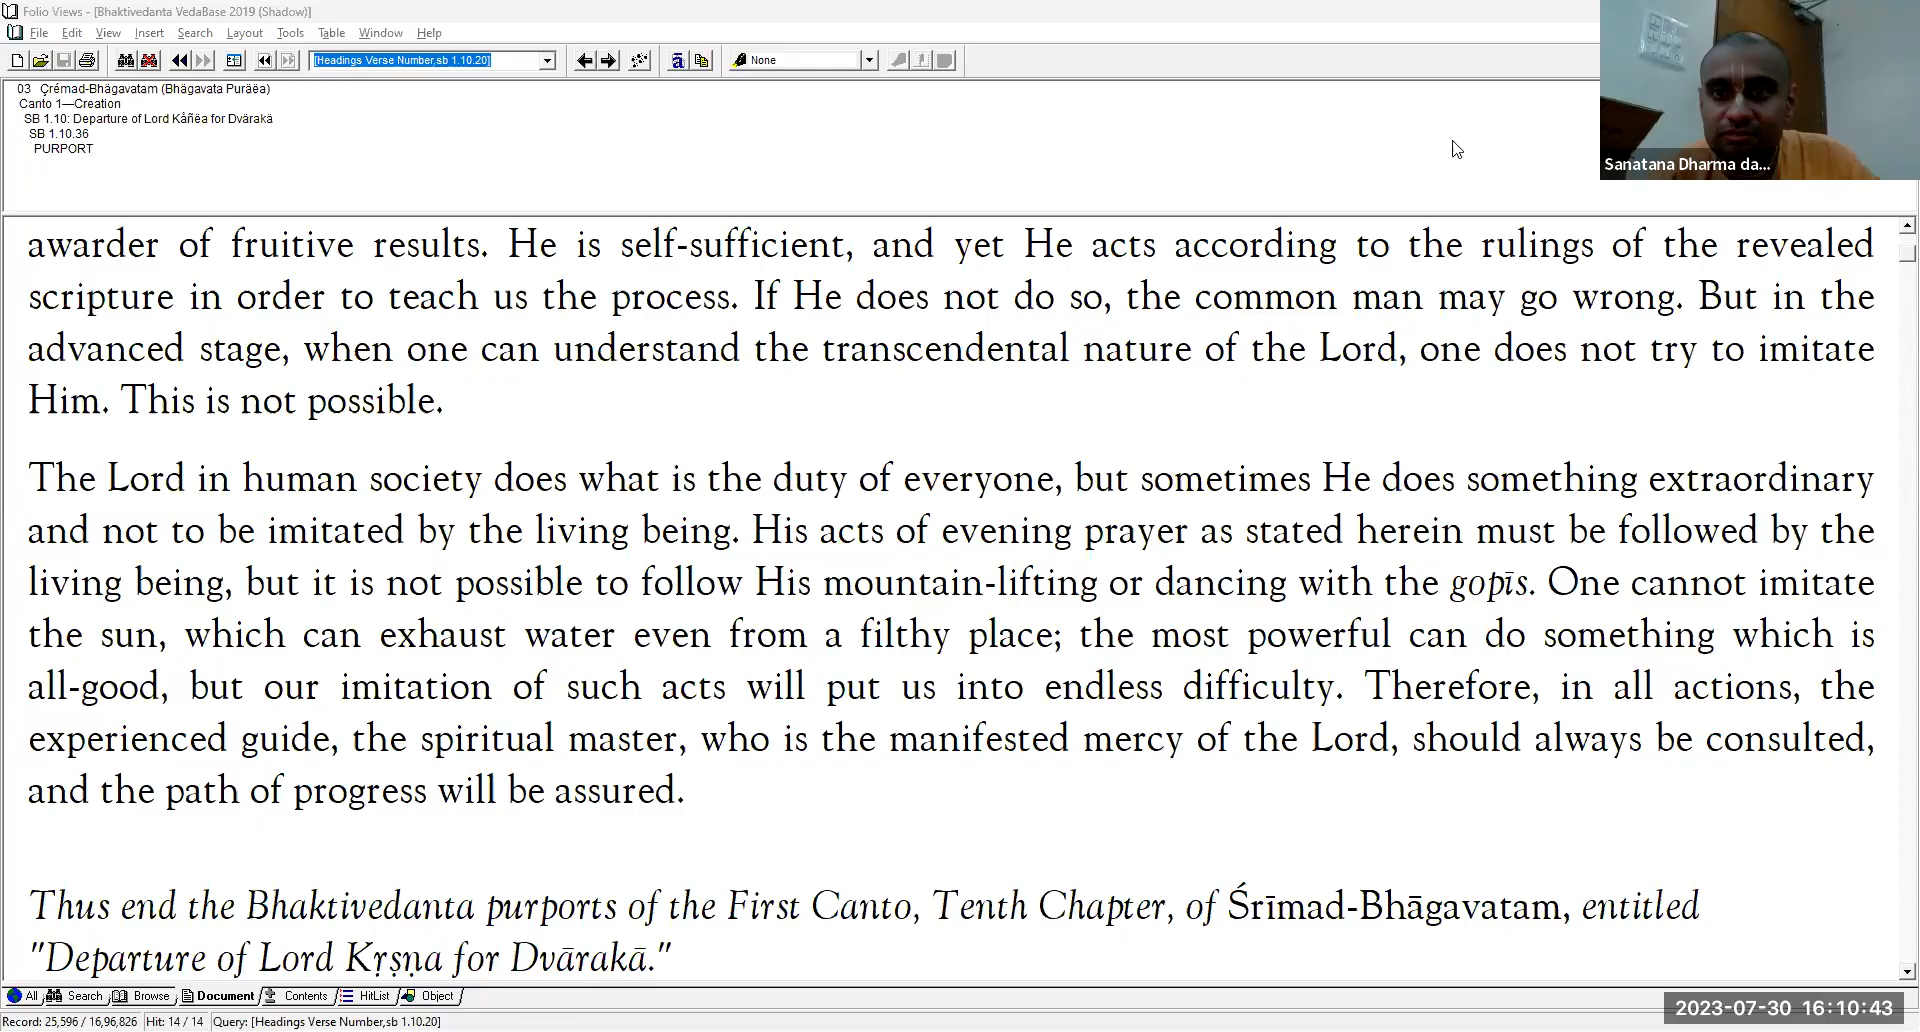 Folio Views - [Bhaktivedanta VedaBase 2019 (Shadow)]
File Edit View Insert Search Layout Tools Table Window Help
[Headings Verse Number,sb 1.10.20] None
03 Çrémad-Bhägavatam (Bhägavata Puräëa)
Canto 1—Creation
SB 1.10: Departure of Lord Kåñëa for Dvärakä
SB 1.10.36
PURPORT
Sanatana Dharma da...
awarder of fruitive results. He is self-sufficient, and yet He acts according to the rulings of the revealed
scripture in order to teach us the process. If He does not do so, the common man may go wrong. But in the
advanced stage, when one can understand the transcendental nature of the Lord, one does not try to imitate
Him. This is not possible.
The Lord in human society does what is the duty of everyone, but sometimes He does something extraordinary
and not to be imitated by the living being. His acts of evening prayer as stated herein must be followed by the
living being, but it is not possible to follow His mountain-lifting or dancing with the gopīs. One cannot imitate
the sun, which can exhaust water even from a filthy place; the most powerful can do something which is
all-good, but our imitation of such acts will put us into endless difficulty. Therefore, in all actions, the
experienced guide, the spiritual master, who is the manifested mercy of the Lord, should always be consulted,
and the path of progress will be assured.
Thus end the Bhaktivedanta purports of the First Canto, Tenth Chapter, of Śrīmad-Bhāgavatam, entitled
"Departure of Lord Kṛṣṇa for Dvārakā."
All Search Browse Document Contents HitList Object
Record: 25,596 / 16,96,826 Hit: 14 / 14 Query: [Headings Verse Number,sb 1.10.20]
2023-07-30 16:10:43